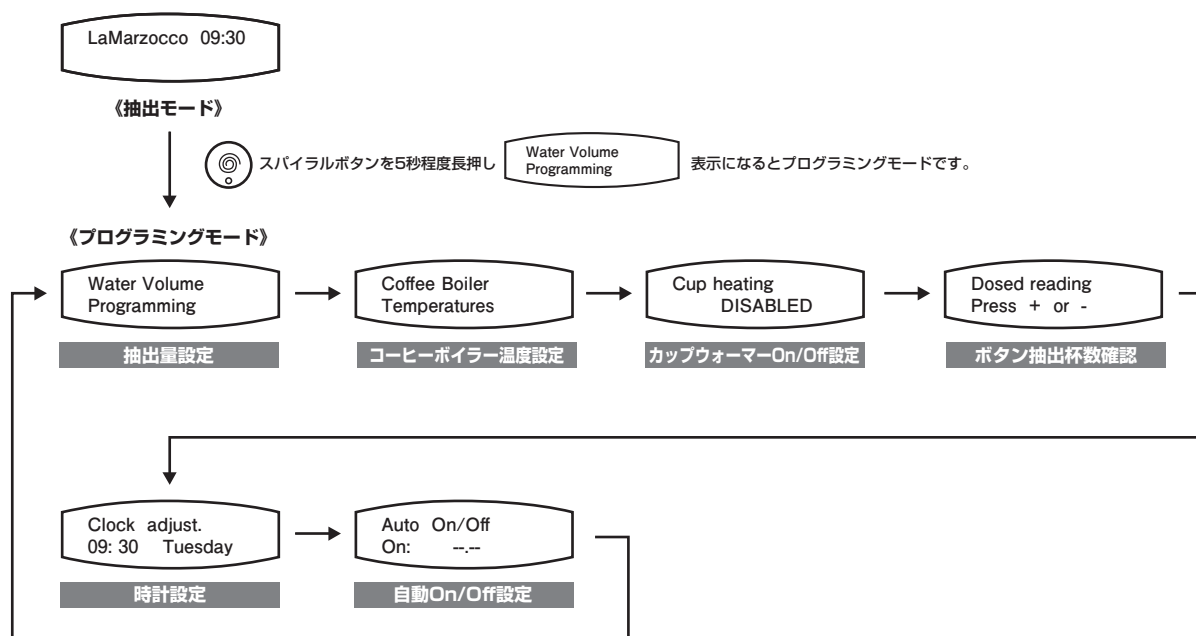 LaMarzocco 09:30
《抽出モード》
スパイラルボタンを5秒程度長押し
Water Volume
Programming
表示になるとプログラミングモードです。
《プログラミングモード》
Water Volume
Programming
抽出量設定
Coffee Boiler
Temperatures
コーヒーボイラー温度設定
Cup heating
DISABLED
カップウォーマーOn/Off設定
Dosed reading
Press + or -
ボタン抽出杯数確認
Clock adjust.
09: 30 Tuesday
時計設定
Auto On/Off
On: --.--
自動On/Off設定